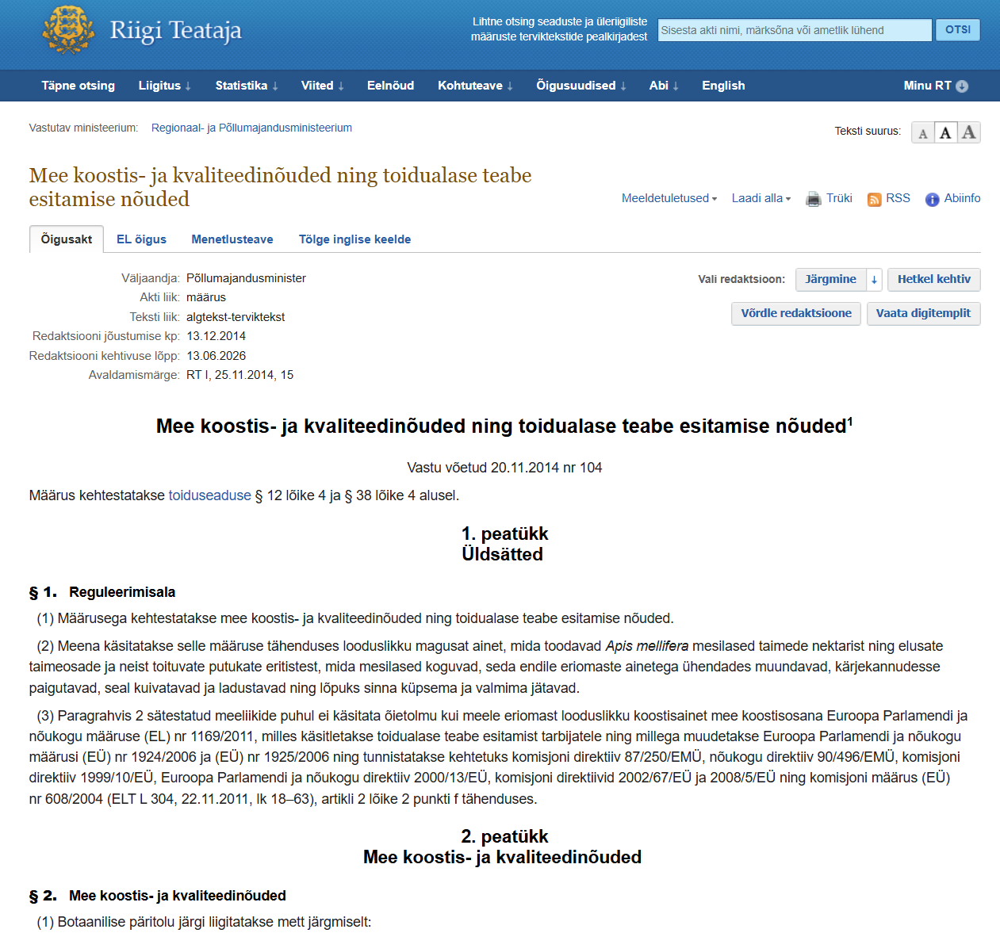 Riigi Teataja
Lihtne otsing seaduste ja üleriigiliste
määruste terviktekstide pealkirjadest
Sisesta akti nimi, märksõna või ametlik lühend
OTSI
Täpne otsing Liigitus ↓ Statistika ↓ Viited ↓ Eelnõud Kohtuteave ↓ Õigusuudised ↓ Abi ↓ English Minu RT ↓
Vastutav ministeerium: Regionaal- ja Põllumajandusministeerium
Teksti suurus: A A A
Mee koostis- ja kvaliteedinõuded ning toidualase teabe
esitamise nõuded
Meeldetuletused Laadi alla Trüki RSS Abiinfo
Õigusakt EL õigus Menetlusteave Tõlge inglise keelde
Väljaandja: Põllumajandusminister
Akti liik: määrus
Teksti liik: algtekst-terviktekst
Redaktsiooni jõustumise kp: 13.12.2014
Redaktsiooni kehtivuse lõpp: 13.06.2026
Avaldamismärge: RT I, 25.11.2014, 15
Vali redaktsioon: Järgmine ↓ Hetkel kehtiv
Võrdle redaktsioone Vaata digitemplit
Mee koostis- ja kvaliteedinõuded ning toidualase teabe esitamise nõuded¹
Vastu võetud 20.11.2014 nr 104
Määrus kehtestatakse toiduseaduse § 12 lõike 4 ja § 38 lõike 4 alusel.
1. peatükk
Üldsätted
§ 1. Reguleerimisala
(1) Määrusega kehtestatakse mee koostis- ja kvaliteedinõuded ning toidualase teabe esitamise nõuded.
(2) Meena käsitatakse selle määruse tähenduses looduslikku magusat ainet, mida toodavad Apis mellifera mesilased taimede nektarist ning elusate
taimeosade ja neist toituvate putukate eritistest, mida mesilased koguvad, seda endile eriomaste ainetega ühendades muundavad, kärjekannudesse
paigutavad, seal kuivatavad ja ladustavad ning lõpuks sinna küpsema ja valmima jätavad.
(3) Paragrahvis 2 sätestatud meeliikide puhul ei käsitata õietolmu kui meele eriomast looduslikku koostisainet mee koostisosana Euroopa Parlamendi ja
nõukogu määruse (EL) nr 1169/2011, milles käsitletakse toidualase teabe esitamist tarbijatele ning millega muudetakse Euroopa Parlamendi ja nõukogu
määrusi (EÜ) nr 1924/2006 ja (EÜ) nr 1925/2006 ning tunnistatakse kehtetuks komisjoni direktiiv 87/250/EMÜ, nõukogu direktiiv 90/496/EMÜ, komisjoni
direktiiv 1999/10/EÜ, Euroopa Parlamendi ja nõukogu direktiiv 2000/13/EÜ, komisjoni direktiivid 2002/67/EÜ ja 2008/5/EÜ ning komisjoni määrus (EÜ)
nr 608/2004 (ELT L 304, 22.11.2011, lk 18–63), artikli 2 lõike 2 punkti f tähenduses.
2. peatükk
Mee koostis- ja kvaliteedinõuded
§ 2. Mee koostis- ja kvaliteedinõuded
(1) Botaanilise päritolu järgi liigitatakse mett järgmiselt: